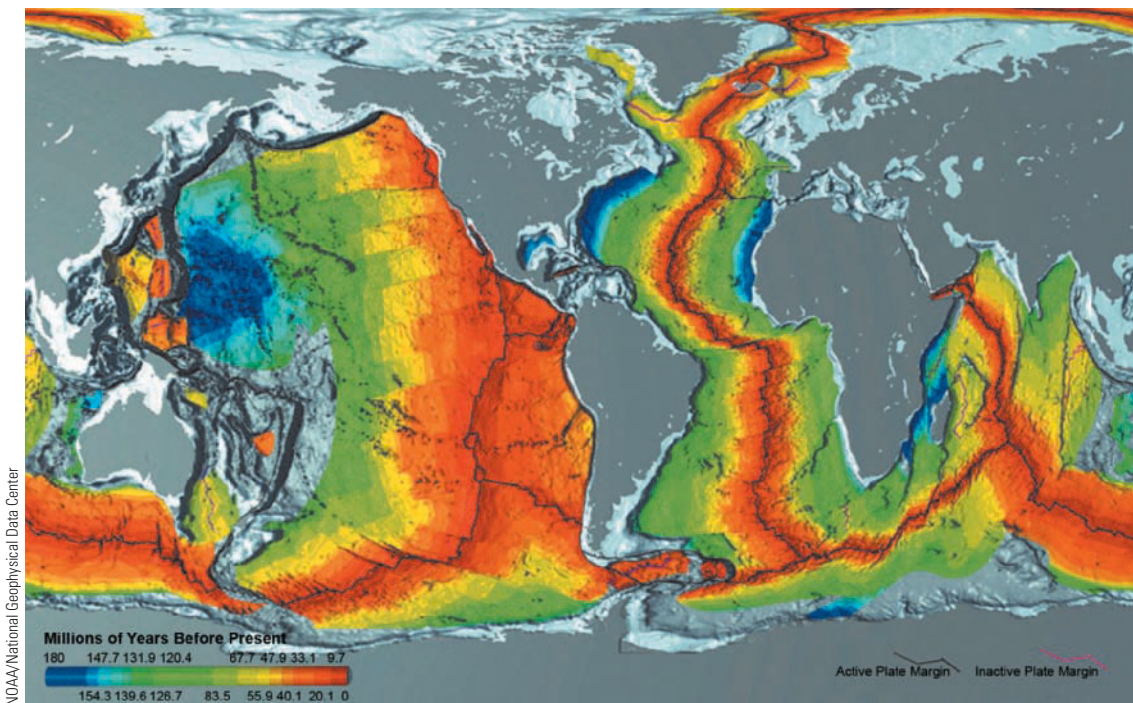 NOAA/National Geophysical Data Center
Millions of Years Before Present
180 147.7 131.9 120.4 67.7 47.9 33.1 9.7
154.3 139.6 126.7 83.5 55.9 40.1 20.1 0
Active Plate Margin Inactive Plate Margin